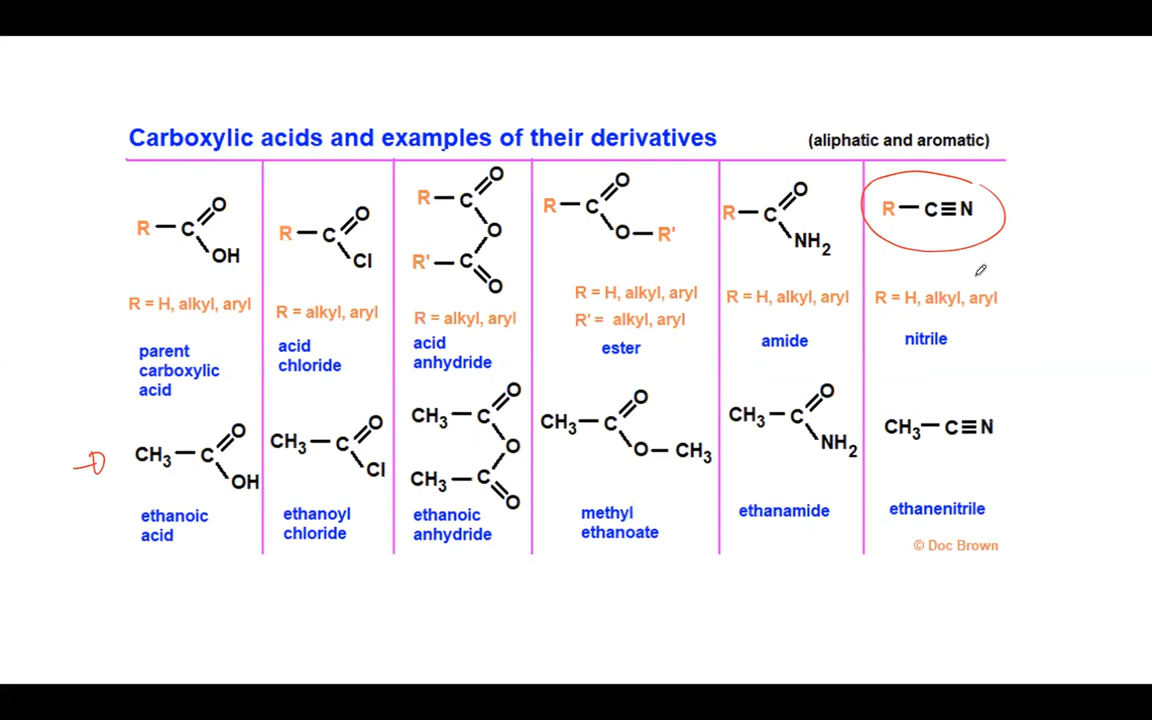 Carboxylic acids and examples of their derivatives (aliphatic and aromatic)
R—C=O OH
R = H, alkyl, aryl
parent
carboxylic
acid
CH3—C=O OH
ethanoic
acid
R—C=O Cl
R = alkyl, aryl
acid
chloride
CH3—C=O Cl
ethanoyl
chloride
R—C=O
O
R'—C=O
R = alkyl, aryl
acid
anhydride
CH3—C=O
O
CH3—C=O
ethanoic
anhydride
R—C=O O—R'
R = H, alkyl, aryl
R' = alkyl, aryl
ester
CH3—C=O O—CH3
methyl
ethanoate
R—C=O NH2
R = H, alkyl, aryl
amide
CH3—C=O NH2
ethanamide
R—C≡N
R = H, alkyl, aryl
nitrile
CH3—C≡N
ethanenitrile
© Doc Brown